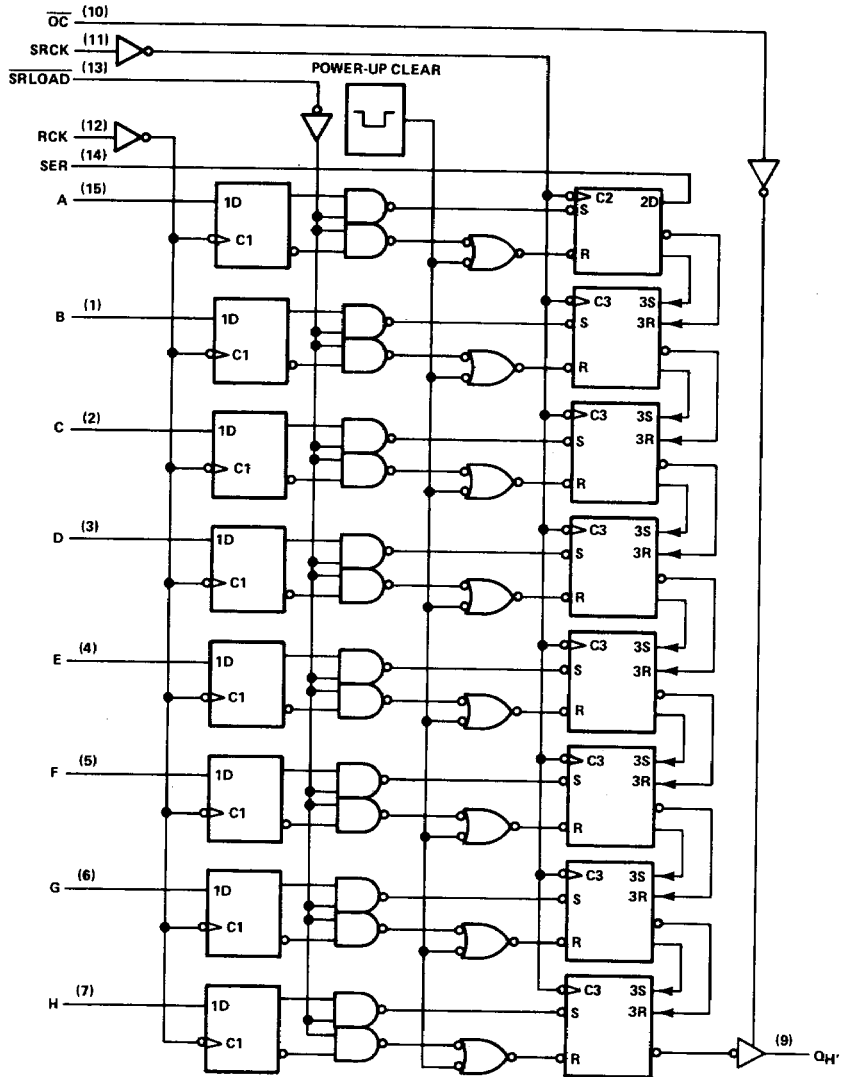 OC (10)
SRCK (11)
SRLOAD (13)
POWER-UP CLEAR
RCK (12)
SER (14)
A (15)
1D
C1
C2 2D
S
R
B (1)
1D
C1
C3 3S
S 3R
R
C (2)
1D
C1
C3 3S
S 3R
R
D (3)
1D
C1
C3 3S
S 3R
R
E (4)
1D
C1
C3 3S
S 3R
R
F (5)
1D
C1
C3 3S
S 3R
R
G (6)
1D
C1
C3 3S
S 3R
R
H (7)
1D
C1
C3 3S
S 3R
R
(9) QH'